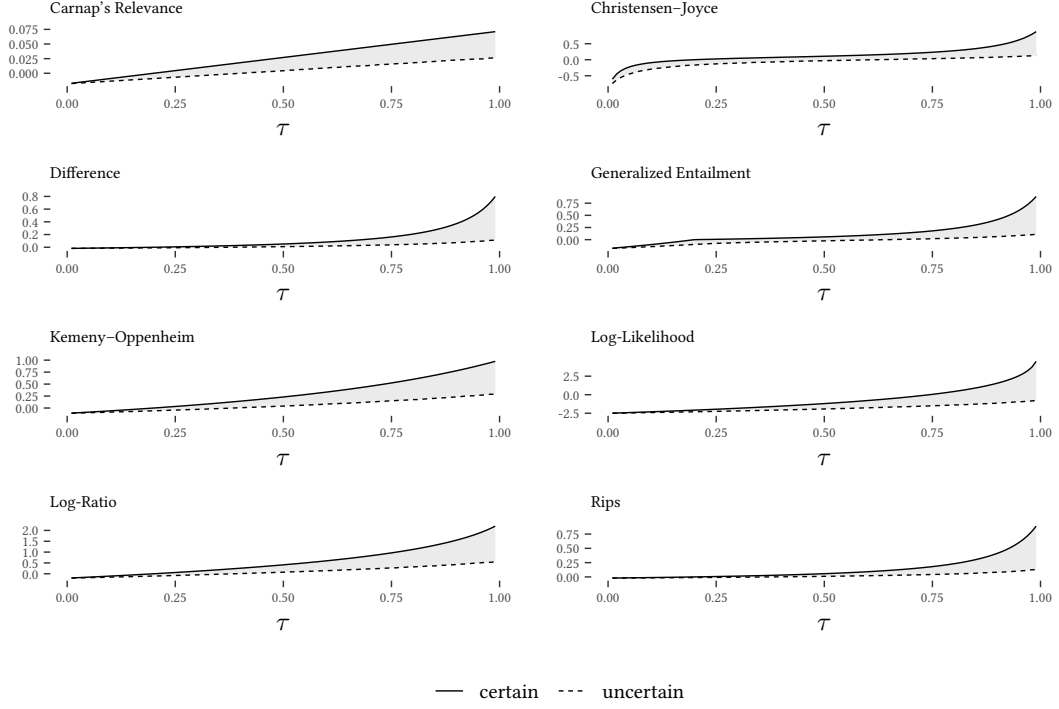 Carnap's Relevance
0.075
0.050
0.025
0.000
0.00 0.25 0.50 0.75 1.00
τ
Christensen–Joyce
0.5
0.0
-0.5
0.00 0.25 0.50 0.75 1.00
τ
Difference
0.8
0.6
0.4
0.2
0.0
0.00 0.25 0.50 0.75 1.00
τ
Generalized Entailment
0.75
0.50
0.25
0.00
0.00 0.25 0.50 0.75 1.00
τ
Kemeny–Oppenheim
1.00
0.75
0.50
0.25
0.00
0.00 0.25 0.50 0.75 1.00
τ
Log-Likelihood
2.5
0.0
-2.5
0.00 0.25 0.50 0.75 1.00
τ
Log-Ratio
2.0
1.5
1.0
0.5
0.0
0.00 0.25 0.50 0.75 1.00
τ
Rips
0.75
0.50
0.25
0.00
0.00 0.25 0.50 0.75 1.00
τ
certain uncertain